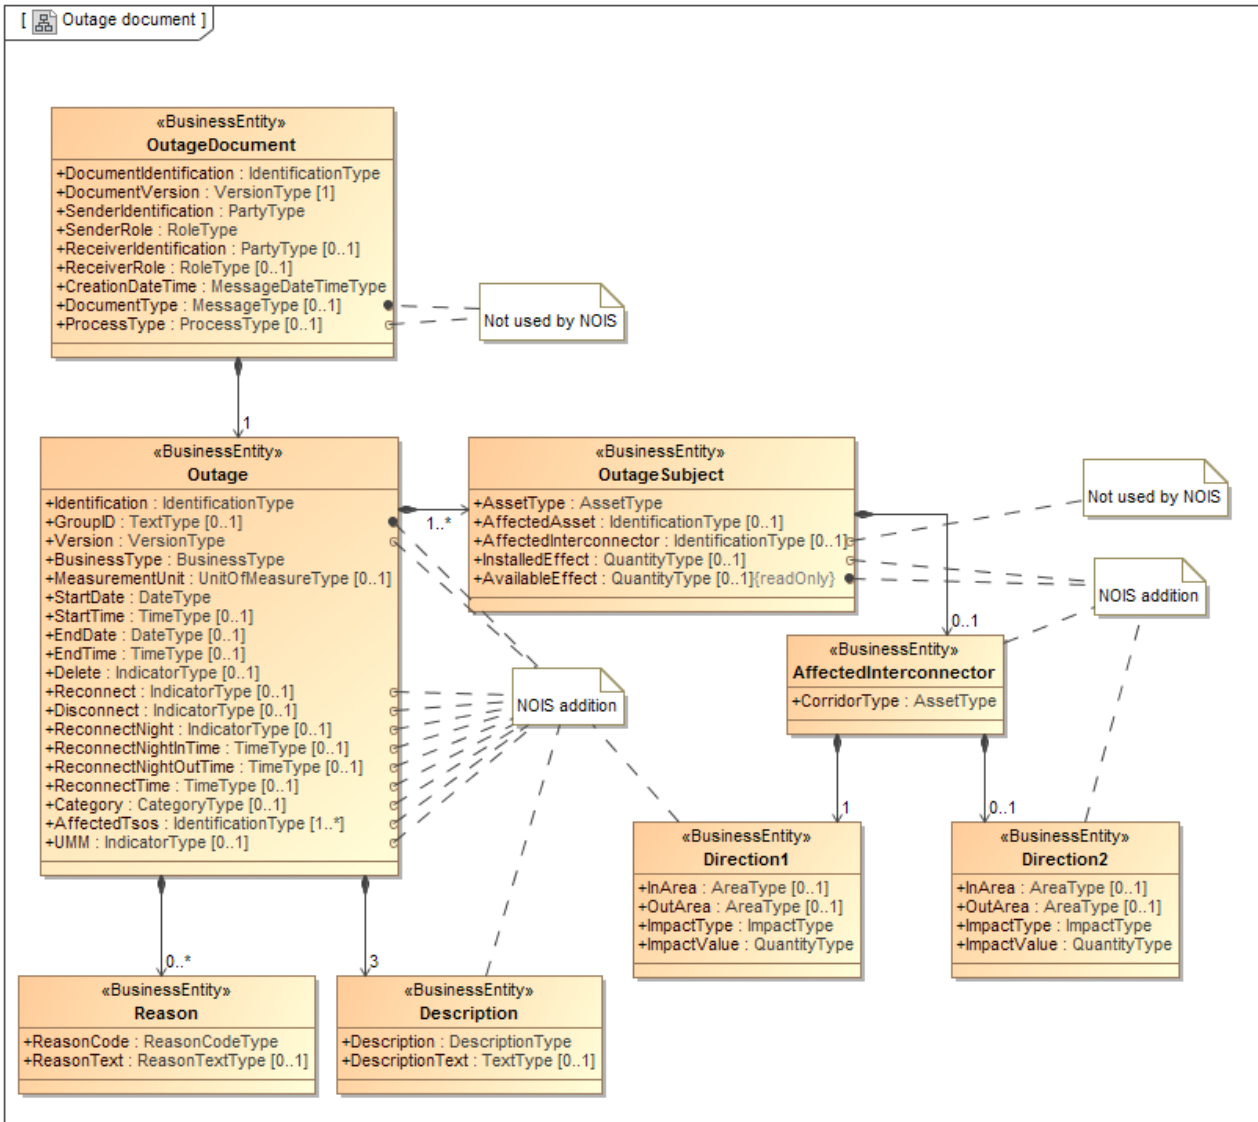 [ Outage document ]
«BusinessEntity»
OutageDocument
+DocumentIdentification : IdentificationType
+DocumentVersion : VersionType [1]
+SenderIdentification : PartyType
+SenderRole : RoleType
+ReceiverIdentification : PartyType [0..1]
+ReceiverRole : RoleType [0..1]
+CreationDateTime : MessageDateTimeType
+DocumentType : MessageType [0..1]
+ProcessType : ProcessType [0..1]
Not used by NOIS
1
«BusinessEntity»
Outage
+Identification : IdentificationType
+GroupID : TextType [0..1]
+Version : VersionType
+BusinessType : BusinessType
+MeasurementUnit : UnitOfMeasureType [0..1]
+StartDate : DateType
+StartTime : TimeType [0..1]
+EndDate : DateType [0..1]
+EndTime : TimeType [0..1]
+Delete : IndicatorType [0..1]
+Reconnect : IndicatorType [0..1]
+Disconnect : IndicatorType [0..1]
+ReconnectNight : IndicatorType [0..1]
+ReconnectNightInTime : TimeType [0..1]
+ReconnectNightOutTime : TimeType [0..1]
+ReconnectTime : TimeType [0..1]
+Category : CategoryType [0..1]
+AffectedTsos : IdentificationType [1..*]
+UMM : IndicatorType [0..1]
1..*
«BusinessEntity»
OutageSubject
+AssetType : AssetType
+AffectedAsset : IdentificationType [0..1]
+AffectedInterconnector : IdentificationType [0..1]
+InstalledEffect : QuantityType [0..1]
+AvailableEffect : QuantityType [0..1]{readOnly}
Not used by NOIS
NOIS addition
0..1
«BusinessEntity»
AffectedInterconnector
+CorridorType : AssetType
NOIS addition
1
0..1
«BusinessEntity»
Direction1
+InArea : AreaType [0..1]
+OutArea : AreaType [0..1]
+ImpactType : ImpactType
+ImpactValue : QuantityType
«BusinessEntity»
Direction2
+InArea : AreaType [0..1]
+OutArea : AreaType [0..1]
+ImpactType : ImpactType
+ImpactValue : QuantityType
0..*
3
«BusinessEntity»
Reason
+ReasonCode : ReasonCodeType
+ReasonText : ReasonTextType [0..1]
«BusinessEntity»
Description
+Description : DescriptionType
+DescriptionText : TextType [0..1]